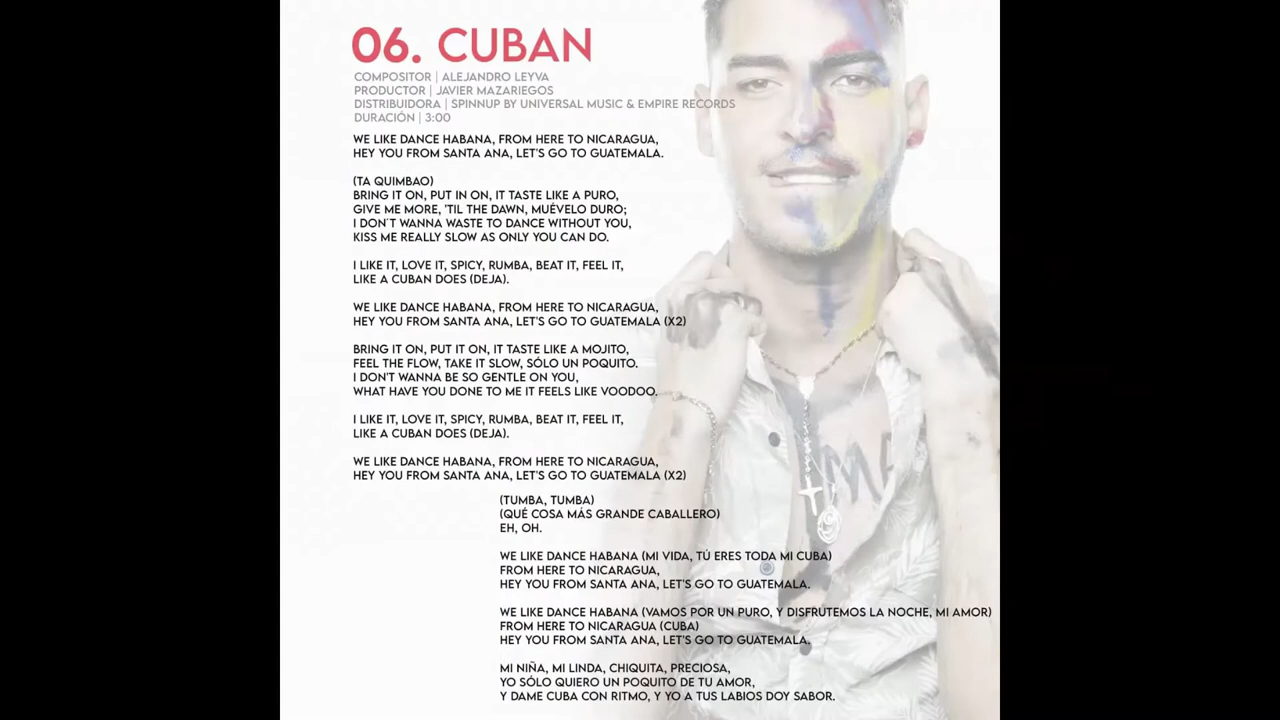 06. CUBAN
COMPOSITOR | ALEJANDRO LEYVA
PRODUCTOR | JAVIER MAZARIEGOS
DISTRIBUIDORA | SPINNUP BY UNIVERSAL MUSIC & EMPIRE RECORDS
DURACIÓN | 3:00
WE LIKE DANCE HABANA, FROM HERE TO NICARAGUA,
HEY YOU FROM SANTA ANA, LET'S GO TO GUATEMALA.
(TA QUIMBAO)
BRING IT ON, PUT IN ON, IT TASTE LIKE A PURO,
GIVE ME MORE, 'TIL THE DAWN, MUÉVELO DURO;
I DON'T WANNA WASTE TO DANCE WITHOUT YOU,
KISS ME REALLY SLOW AS ONLY YOU CAN DO.
I LIKE IT, LOVE IT, SPICY, RUMBA, BEAT IT, FEEL IT,
LIKE A CUBAN DOES (DEJA).
WE LIKE DANCE HABANA, FROM HERE TO NICARAGUA,
HEY YOU FROM SANTA ANA, LET'S GO TO GUATEMALA (X2)
BRING IT ON, PUT IT ON, IT TASTE LIKE A MOJITO,
FEEL THE FLOW, TAKE IT SLOW, SÓLO UN POQUITO.
I DON'T WANNA BE SO GENTLE ON YOU,
WHAT HAVE YOU DONE TO ME IT FEELS LIKE VOODOO.
I LIKE IT, LOVE IT, SPICY, RUMBA, BEAT IT, FEEL IT,
LIKE A CUBAN DOES (DEJA).
WE LIKE DANCE HABANA, FROM HERE TO NICARAGUA,
HEY YOU FROM SANTA ANA, LET'S GO TO GUATEMALA (X2)
(TUMBA, TUMBA)
(QUÉ COSA MÁS GRANDE CABALLERO)
EH, OH.
WE LIKE DANCE HABANA (MI VIDA, TÚ ERES TODA MI CUBA)
FROM HERE TO NICARAGUA,
HEY YOU FROM SANTA ANA, LET'S GO TO GUATEMALA.
WE LIKE DANCE HABANA (VAMOS POR UN PURO, Y DISFRUTEMOS LA NOCHE, MI AMOR)
FROM HERE TO NICARAGUA (CUBA)
HEY YOU FROM SANTA ANA, LET'S GO TO GUATEMALA.
MI NIÑA, MI LINDA, CHIQUITA, PRECIOSA,
YO SÓLO QUIERO UN POQUITO DE TU AMOR,
Y DAME CUBA CON RITMO, Y YO A TUS LABIOS DOY SABOR.